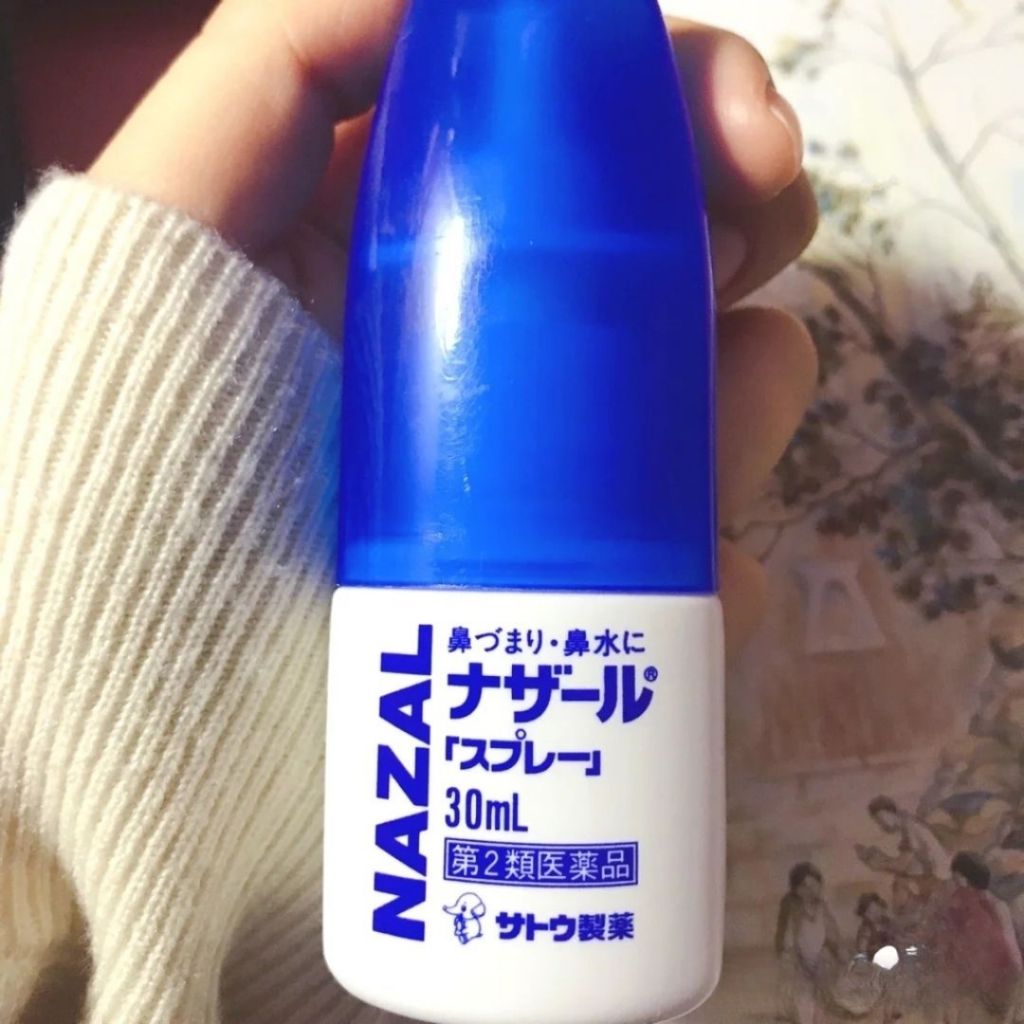 NAZAL
鼻づまり・鼻水に
ナザール®
「スプレー」
30mL
第2類医薬品
サトウ製薬